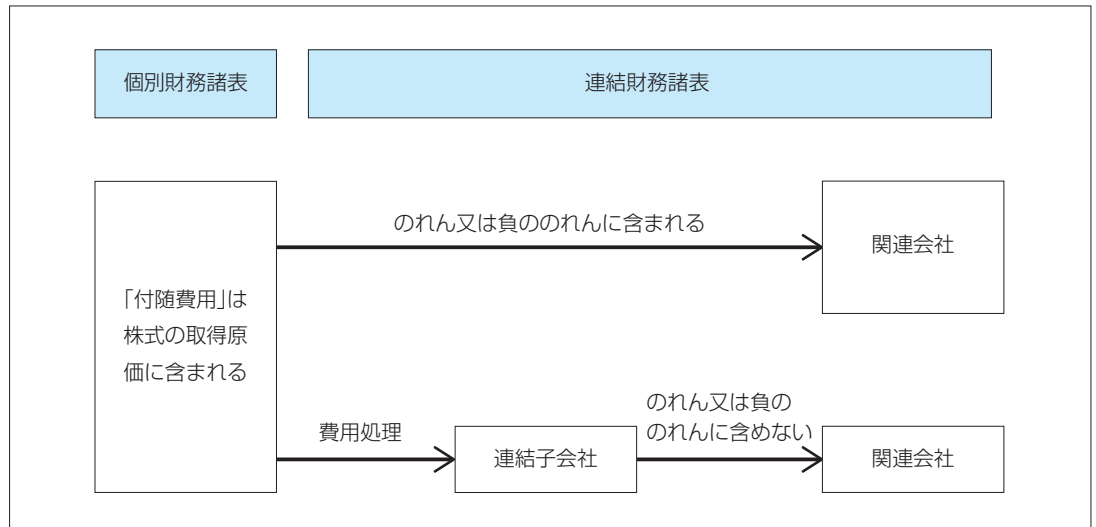 個別財務諸表
連結財務諸表
のれん又は負ののれんに含まれる
関連会社
「付随費用」は
株式の取得原
価に含まれる
費用処理
連結子会社
のれん又は負の
のれんに含めない
関連会社